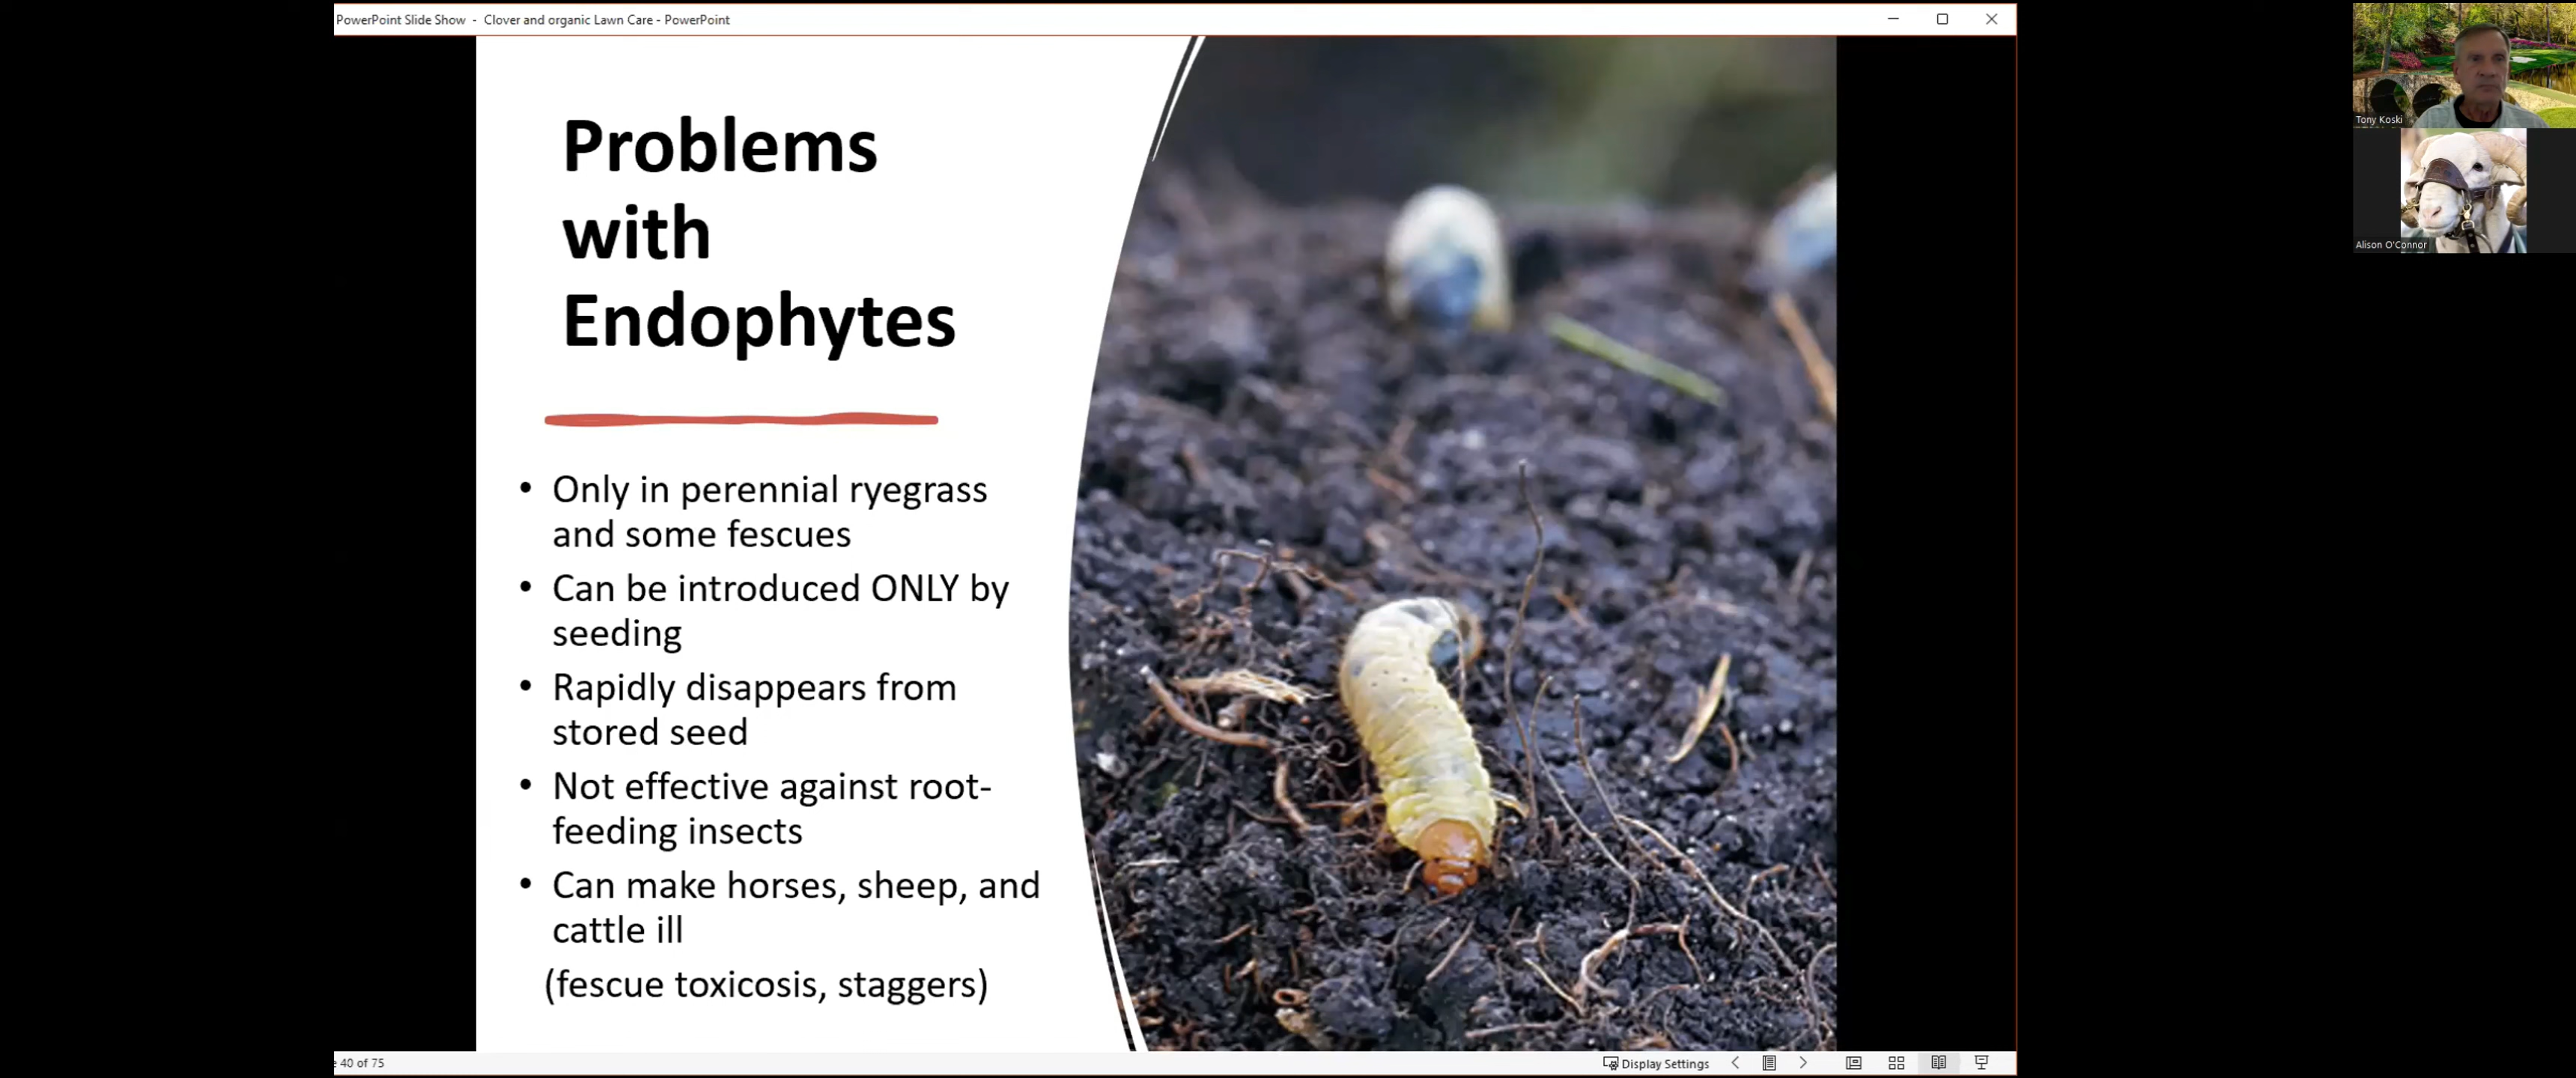 PowerPoint Slide Show - Clover and organic Lawn Care - PowerPoint
Problems
with
Endophytes
• Only in perennial ryegrass
and some fescues
• Can be introduced ONLY by
seeding
• Rapidly disappears from
stored seed
• Not effective against root-
feeding insects
• Can make horses, sheep, and
cattle ill
(fescue toxicosis, staggers)
40 of 75
Display Settings
Tony Koski
Alison O'Connor